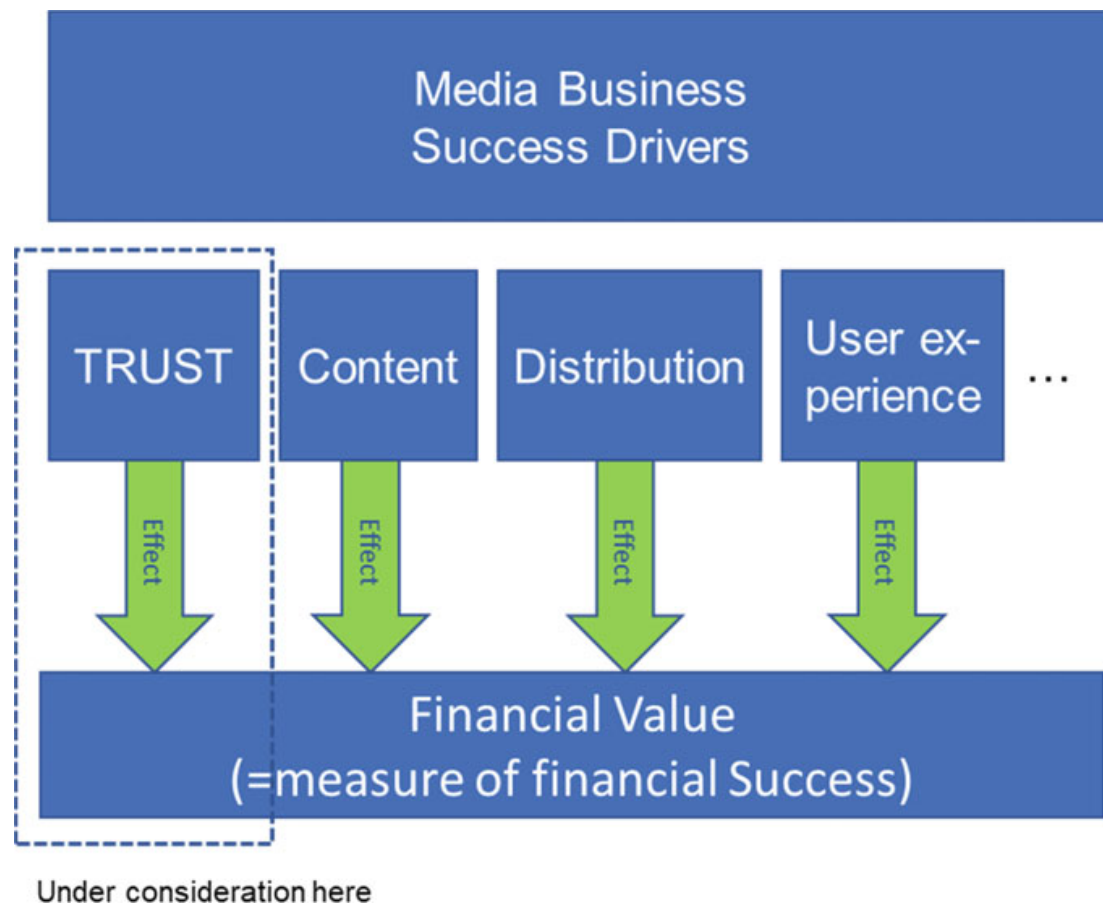 Media Business
Success Drivers
TRUST
Content
Distribution
User ex-
perience
...
Effect
Effect
Effect
Effect
Financial Value
(=measure of financial Success)
Under consideration here